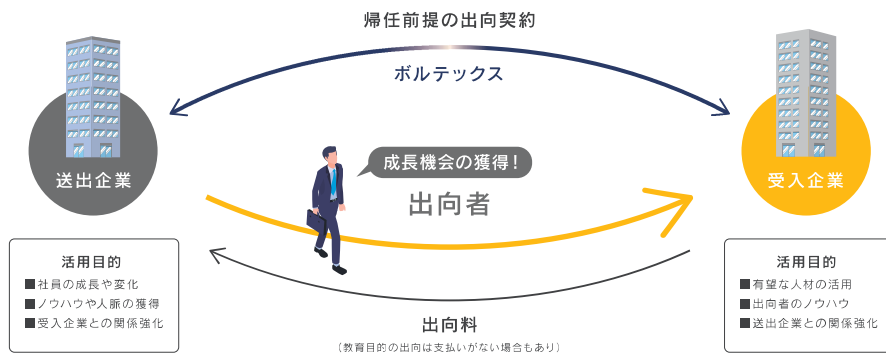 帰任前提の出向契約
ボルテックス
送出企業
成長機会の獲得！
出向者
受入企業
活用目的
■社員の成長や変化
■ノウハウや人脈の獲得
■受入企業との関係強化
出向料
（教育目的の出向は支払いがない場合もあり）
活用目的
■有望な人材の活用
■出向者のノウハウ
■送出企業との関係強化